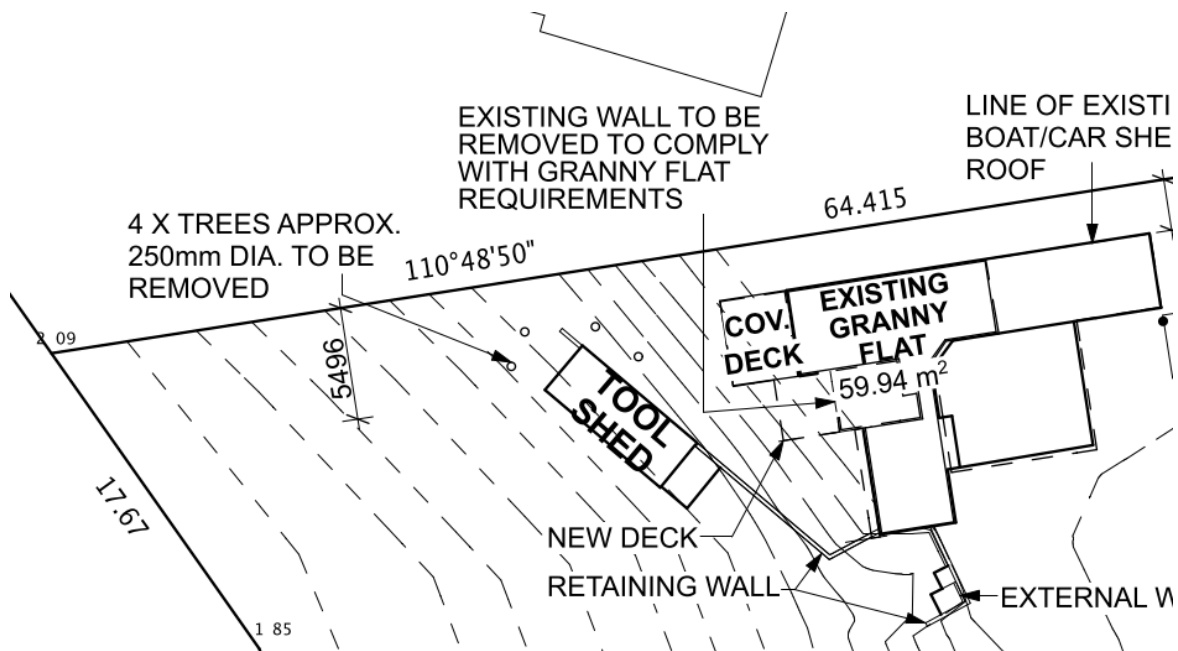 EXISTING WALL TO BE
REMOVED TO COMPLY
WITH GRANNY FLAT
REQUIREMENTS
LINE OF EXISTI
BOAT/CAR SHE
ROOF
4 X TREES APPROX.
250mm DIA. TO BE
REMOVED
64.415
110°48'50"
2 09
5496
COV.
DECK
EXISTING
GRANNY
FLAT
59.94 m²
TOOL
SHED
17.67
NEW DECK
RETAINING WALL
EXTERNAL W
1 85